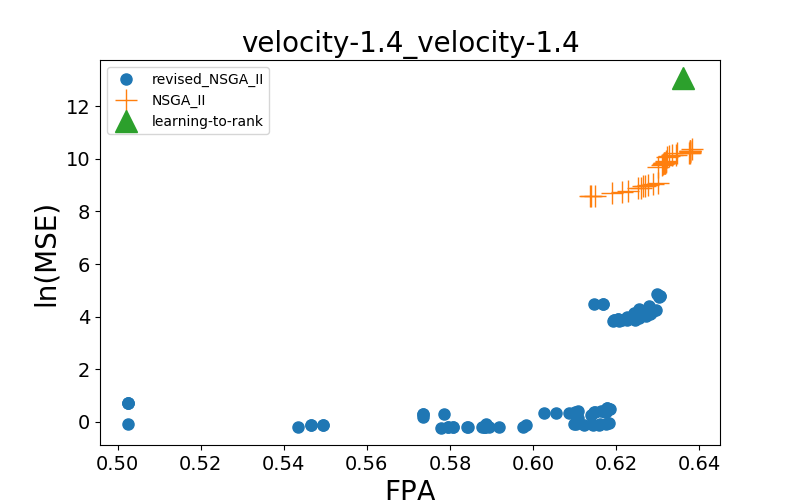 velocity-1.4_velocity-1.4
revised_NSGA_II
NSGA_II
learning-to-rank
ln(MSE)
12
10
8
6
4
2
0
0.50 0.52 0.54 0.56 0.58 0.60 0.62 0.64
FPA